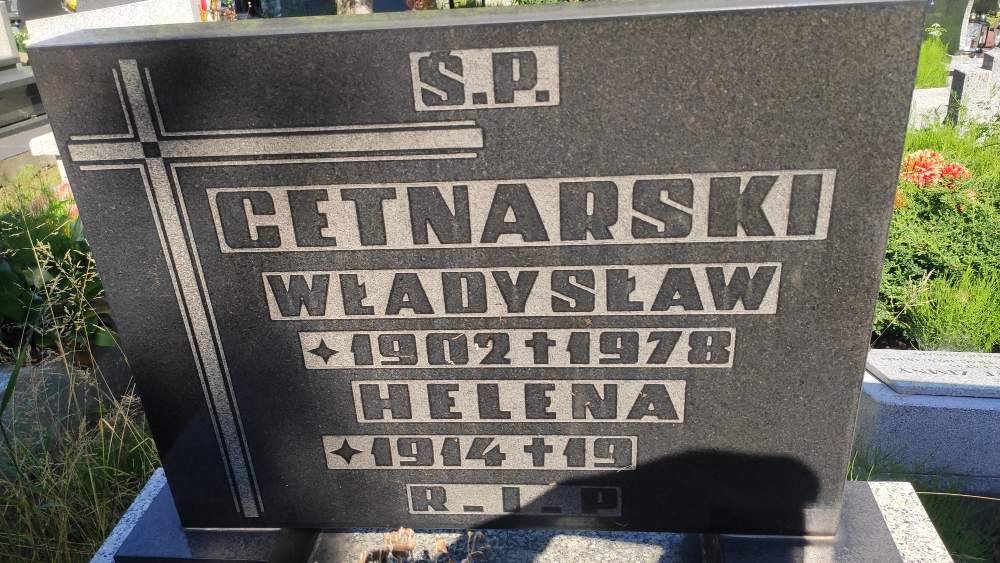 Ś.P.
CETNARSKI
WŁADYSŁAW
✦1902✝1978
HELENA
✦1914✝19
R-I-P